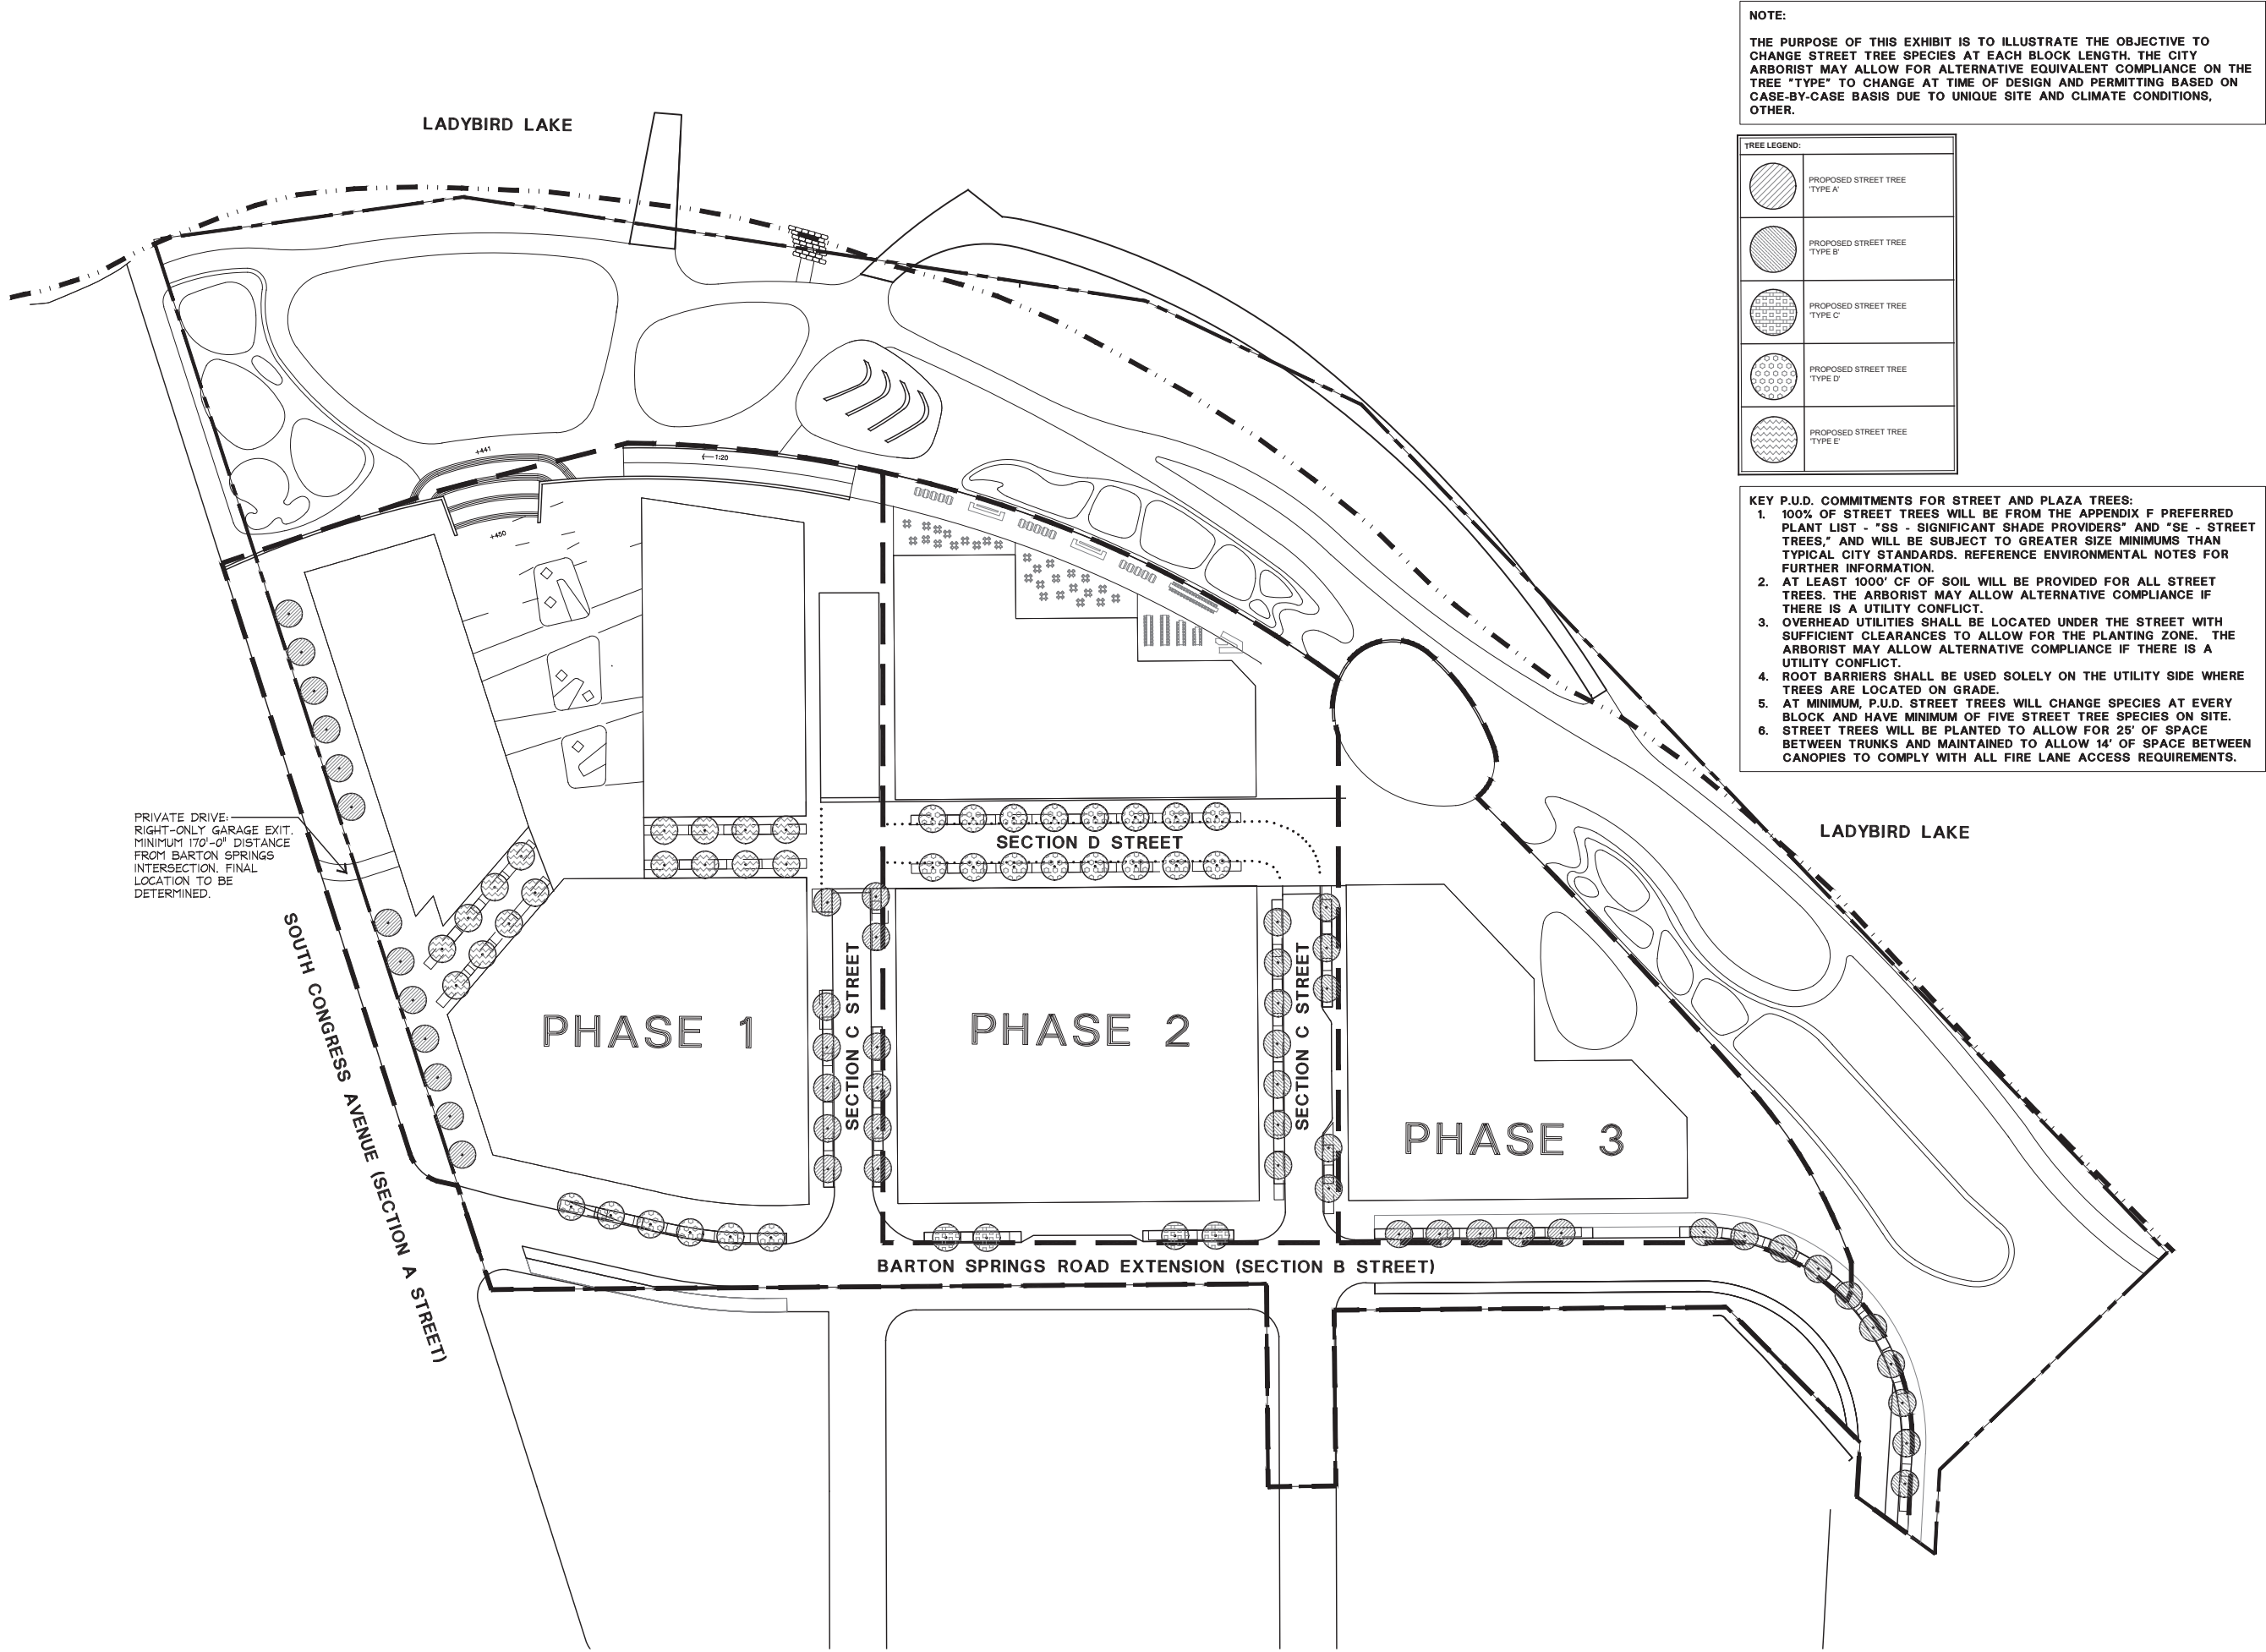 NOTE:
THE PURPOSE OF THIS EXHIBIT IS TO ILLUSTRATE THE OBJECTIVE TO
CHANGE STREET TREE SPECIES AT EACH BLOCK LENGTH. THE CITY
ARBORIST MAY ALLOW FOR ALTERNATIVE EQUIVALENT COMPLIANCE ON THE
TREE "TYPE" TO CHANGE AT TIME OF DESIGN AND PERMITTING BASED ON
CASE-BY-CASE BASIS DUE TO UNIQUE SITE AND CLIMATE CONDITIONS,
OTHER.
LADYBIRD LAKE
TREE LEGEND:
PROPOSED STREET TREE
'TYPE A'
PROPOSED STREET TREE
'TYPE B'
PROPOSED STREET TREE
'TYPE C'
PROPOSED STREET TREE
'TYPE D'
PROPOSED STREET TREE
'TYPE E'
+441
1:20
+450
KEY P.U.D. COMMITMENTS FOR STREET AND PLAZA TREES:
1. 100% OF STREET TREES WILL BE FROM THE APPENDIX F PREFERRED
PLANT LIST - "SS - SIGNIFICANT SHADE PROVIDERS" AND "SE - STREET
TREES," AND WILL BE SUBJECT TO GREATER SIZE MINIMUMS THAN
TYPICAL CITY STANDARDS. REFERENCE ENVIRONMENTAL NOTES FOR
FURTHER INFORMATION.
2. AT LEAST 1000' CF OF SOIL WILL BE PROVIDED FOR ALL STREET
TREES. THE ARBORIST MAY ALLOW ALTERNATIVE COMPLIANCE IF
THERE IS A UTILITY CONFLICT.
3. OVERHEAD UTILITIES SHALL BE LOCATED UNDER THE STREET WITH
SUFFICIENT CLEARANCES TO ALLOW FOR THE PLANTING ZONE. THE
ARBORIST MAY ALLOW ALTERNATIVE COMPLIANCE IF THERE IS A
UTILITY CONFLICT.
4. ROOT BARRIERS SHALL BE USED SOLELY ON THE UTILITY SIDE WHERE
TREES ARE LOCATED ON GRADE.
5. AT MINIMUM, P.U.D. STREET TREES WILL CHANGE SPECIES AT EVERY
BLOCK AND HAVE MINIMUM OF FIVE STREET TREE SPECIES ON SITE.
6. STREET TREES WILL BE PLANTED TO ALLOW FOR 25' OF SPACE
BETWEEN TRUNKS AND MAINTAINED TO ALLOW 14' OF SPACE BETWEEN
CANOPIES TO COMPLY WITH ALL FIRE LANE ACCESS REQUIREMENTS.
PRIVATE DRIVE:
RIGHT-ONLY GARAGE EXIT.
MINIMUM 170'-0" DISTANCE
FROM BARTON SPRINGS
INTERSECTION. FINAL
LOCATION TO BE
DETERMINED.
LADYBIRD LAKE
SECTION D STREET
SOUTH CONGRESS AVENUE (SECTION A STREET)
PHASE 1
SECTION C STREET
PHASE 2
SECTION C STREET
PHASE 3
BARTON SPRINGS ROAD EXTENSION (SECTION B STREET)